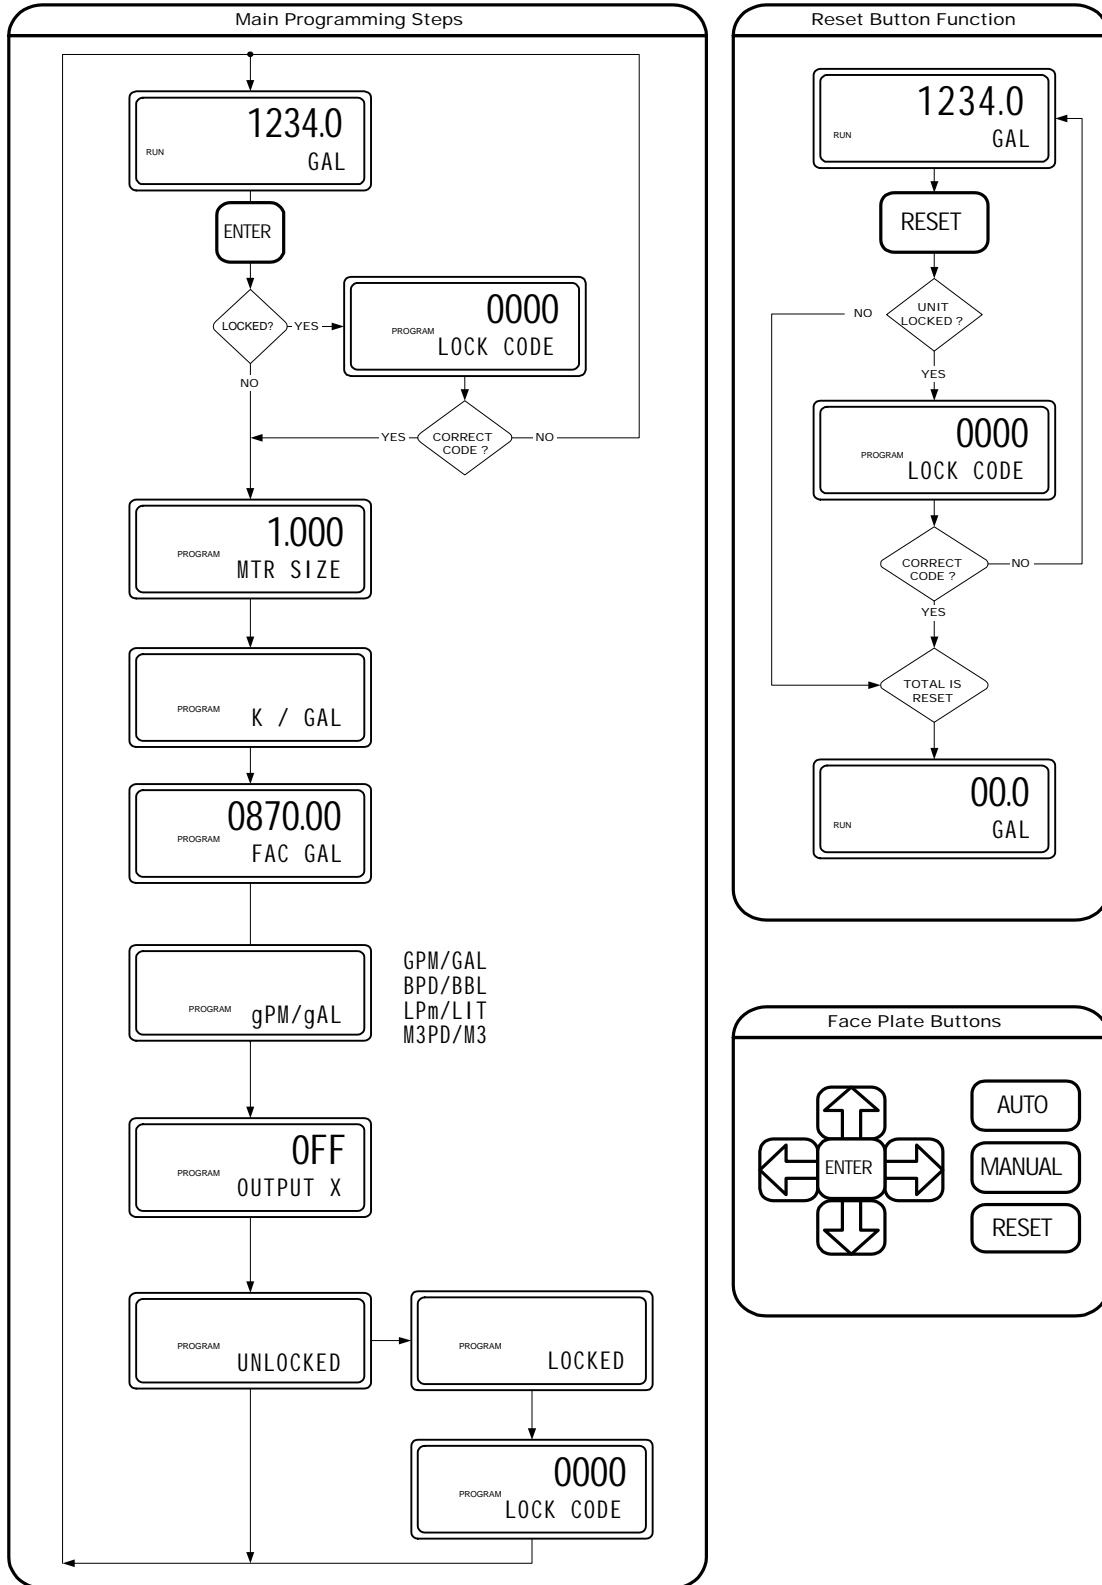 Main Programming Steps
1234.0
RUN
GAL
ENTER
LOCKED?
YES
0000
PROGRAM
LOCK CODE
NO
YES
CORRECT
CODE ?
NO
1.000
PROGRAM
MTR SIZE
PROGRAM
K / GAL
0870.00
PROGRAM
FAC GAL
PROGRAM
gPM/gAL
GPM/GAL
BPD/BBL
LPm/LIT
M3PD/M3
OFF
PROGRAM
OUTPUT X
PROGRAM
UNLOCKED
PROGRAM
LOCKED
0000
PROGRAM
LOCK CODE
Reset Button Function
1234.0
RUN
GAL
RESET
NO
UNIT
LOCKED ?
YES
0000
PROGRAM
LOCK CODE
CORRECT
CODE ?
NO
YES
TOTAL IS
RESET
00.0
RUN
GAL
Face Plate Buttons
ENTER
AUTO
MANUAL
RESET